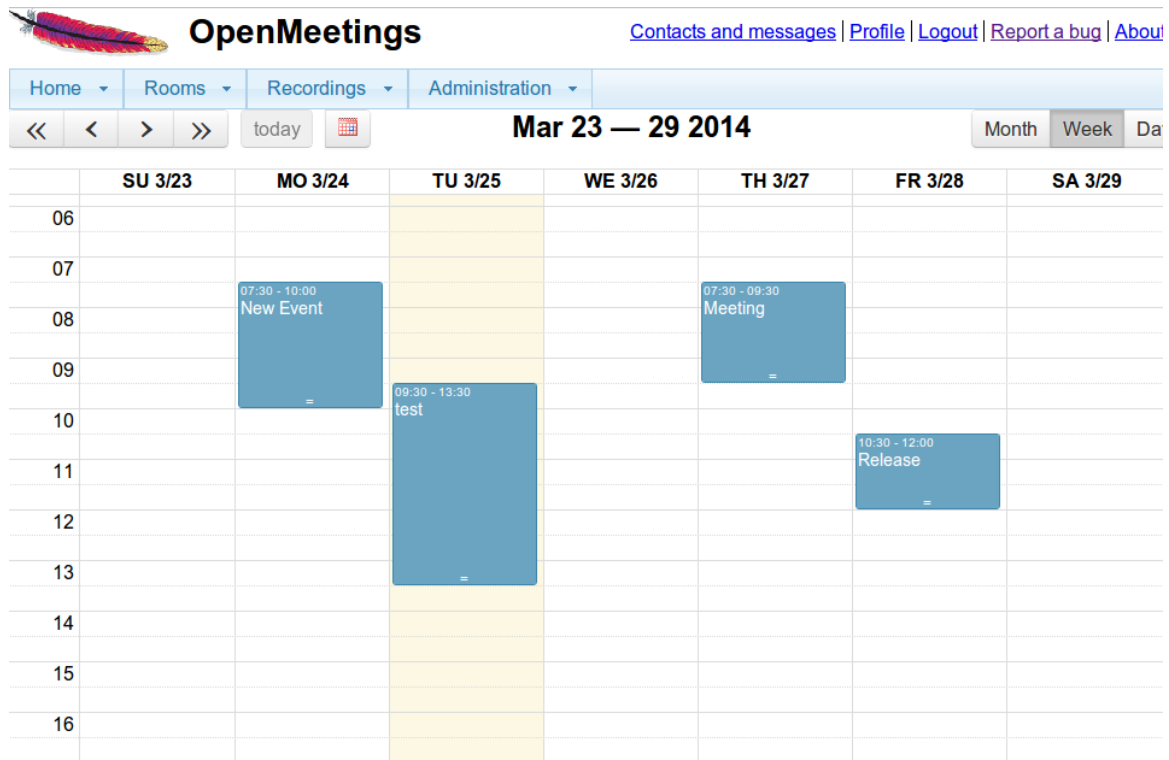 OpenMeetings
Contacts and messages | Profile | Logout | Report a bug | About
Home Rooms Recordings Administration
today Mar 23 — 29 2014 Month Week
SU 3/23 MO 3/24 TU 3/25 WE 3/26 TH 3/27 FR 3/28 SA 3/29
06
07
07:30 - 10:00 07:30 - 09:30
New Event Meeting
08
09
09:30 - 13:30
test
10
10:30 - 12:00
Release
11
12
13
14
15
16